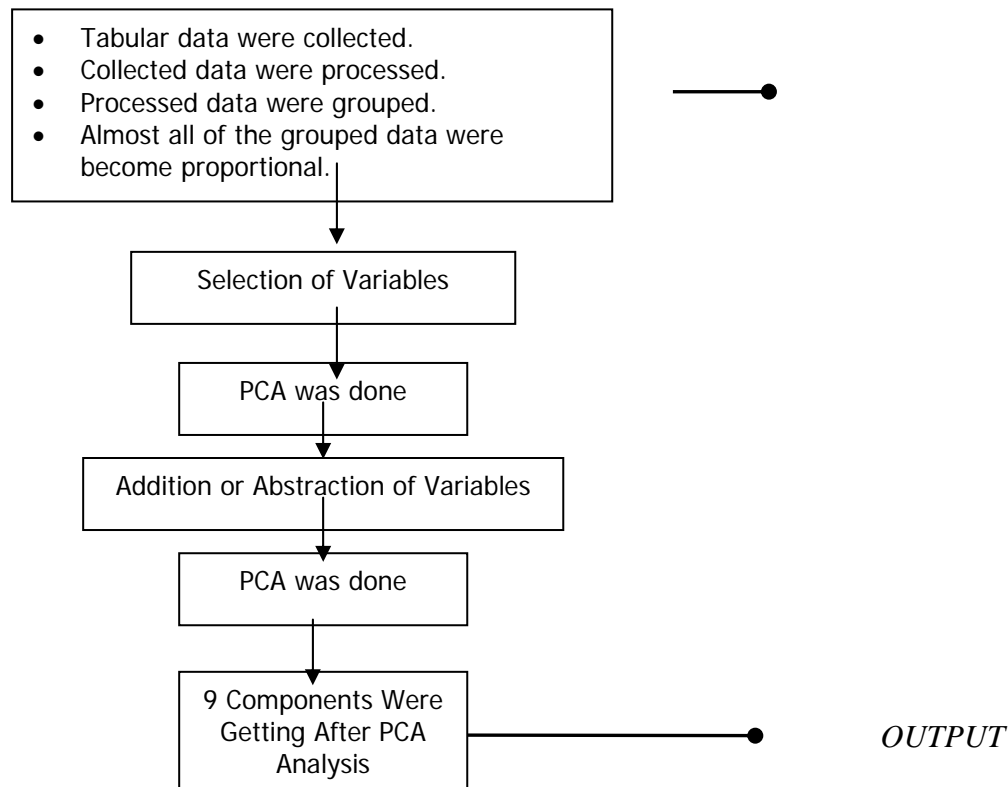 • Tabular data were collected.
• Collected data were processed.
• Processed data were grouped.
• Almost all of the grouped data were
become proportional.
Selection of Variables
PCA was done
Addition or Abstraction of Variables
PCA was done
9 Components Were
Getting After PCA
Analysis
OUTPUT